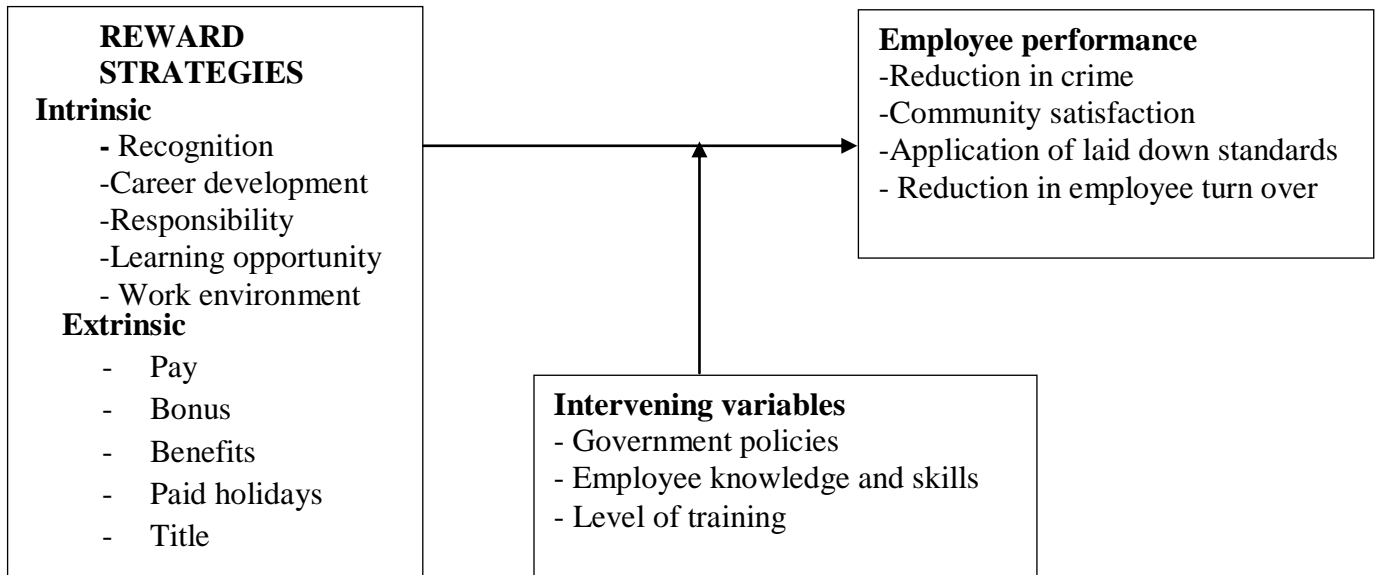 REWARD
STRATEGIES
Intrinsic
- Recognition
-Career development
-Responsibility
-Learning opportunity
- Work environment
Extrinsic
- Pay
- Bonus
- Benefits
- Paid holidays
- Title
Employee performance
-Reduction in crime
-Community satisfaction
-Application of laid down standards
- Reduction in employee turn over
Intervening variables
- Government policies
- Employee knowledge and skills
- Level of training